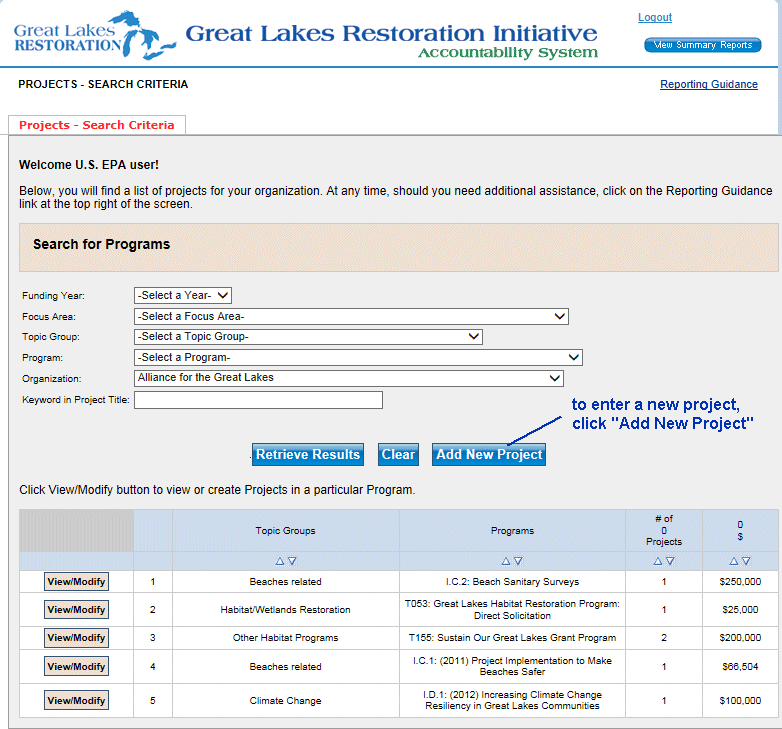 Great Lakes
RESTORATION
Great Lakes Restoration Initiative
Accountability System
Logout
View Summary Reports
PROJECTS - SEARCH CRITERIA
Reporting Guidance
Projects - Search Criteria
Welcome U.S. EPA user!
Below, you will find a list of projects for your organization. At any time, should you need additional assistance, click on the Reporting Guidance
link at the top right of the screen.
Search for Programs
Funding Year: -Select a Year-
Focus Area: -Select a Focus Area-
Topic Group: -Select a Topic Group-
Program: -Select a Program-
Organization: Alliance for the Great Lakes
Keyword in Project Title:
to enter a new project,
click "Add New Project"
Retrieve Results Clear Add New Project
Click View/Modify button to view or create Projects in a particular Program.
Topic Groups Programs # of
0
Projects 0
$
View/Modify 1 Beaches related I.C.2: Beach Sanitary Surveys 1 $250,000
View/Modify 2 Habitat/Wetlands Restoration T053: Great Lakes Habitat Restoration Program:
Direct Solicitation 1 $25,000
View/Modify 3 Other Habitat Programs T155: Sustain Our Great Lakes Grant Program 2 $200,000
View/Modify 4 Beaches related I.C.1: (2011) Project Implementation to Make
Beaches Safer 1 $66,504
View/Modify 5 Climate Change I.D.1: (2012) Increasing Climate Change
Resiliency in Great Lakes Communities 1 $100,000